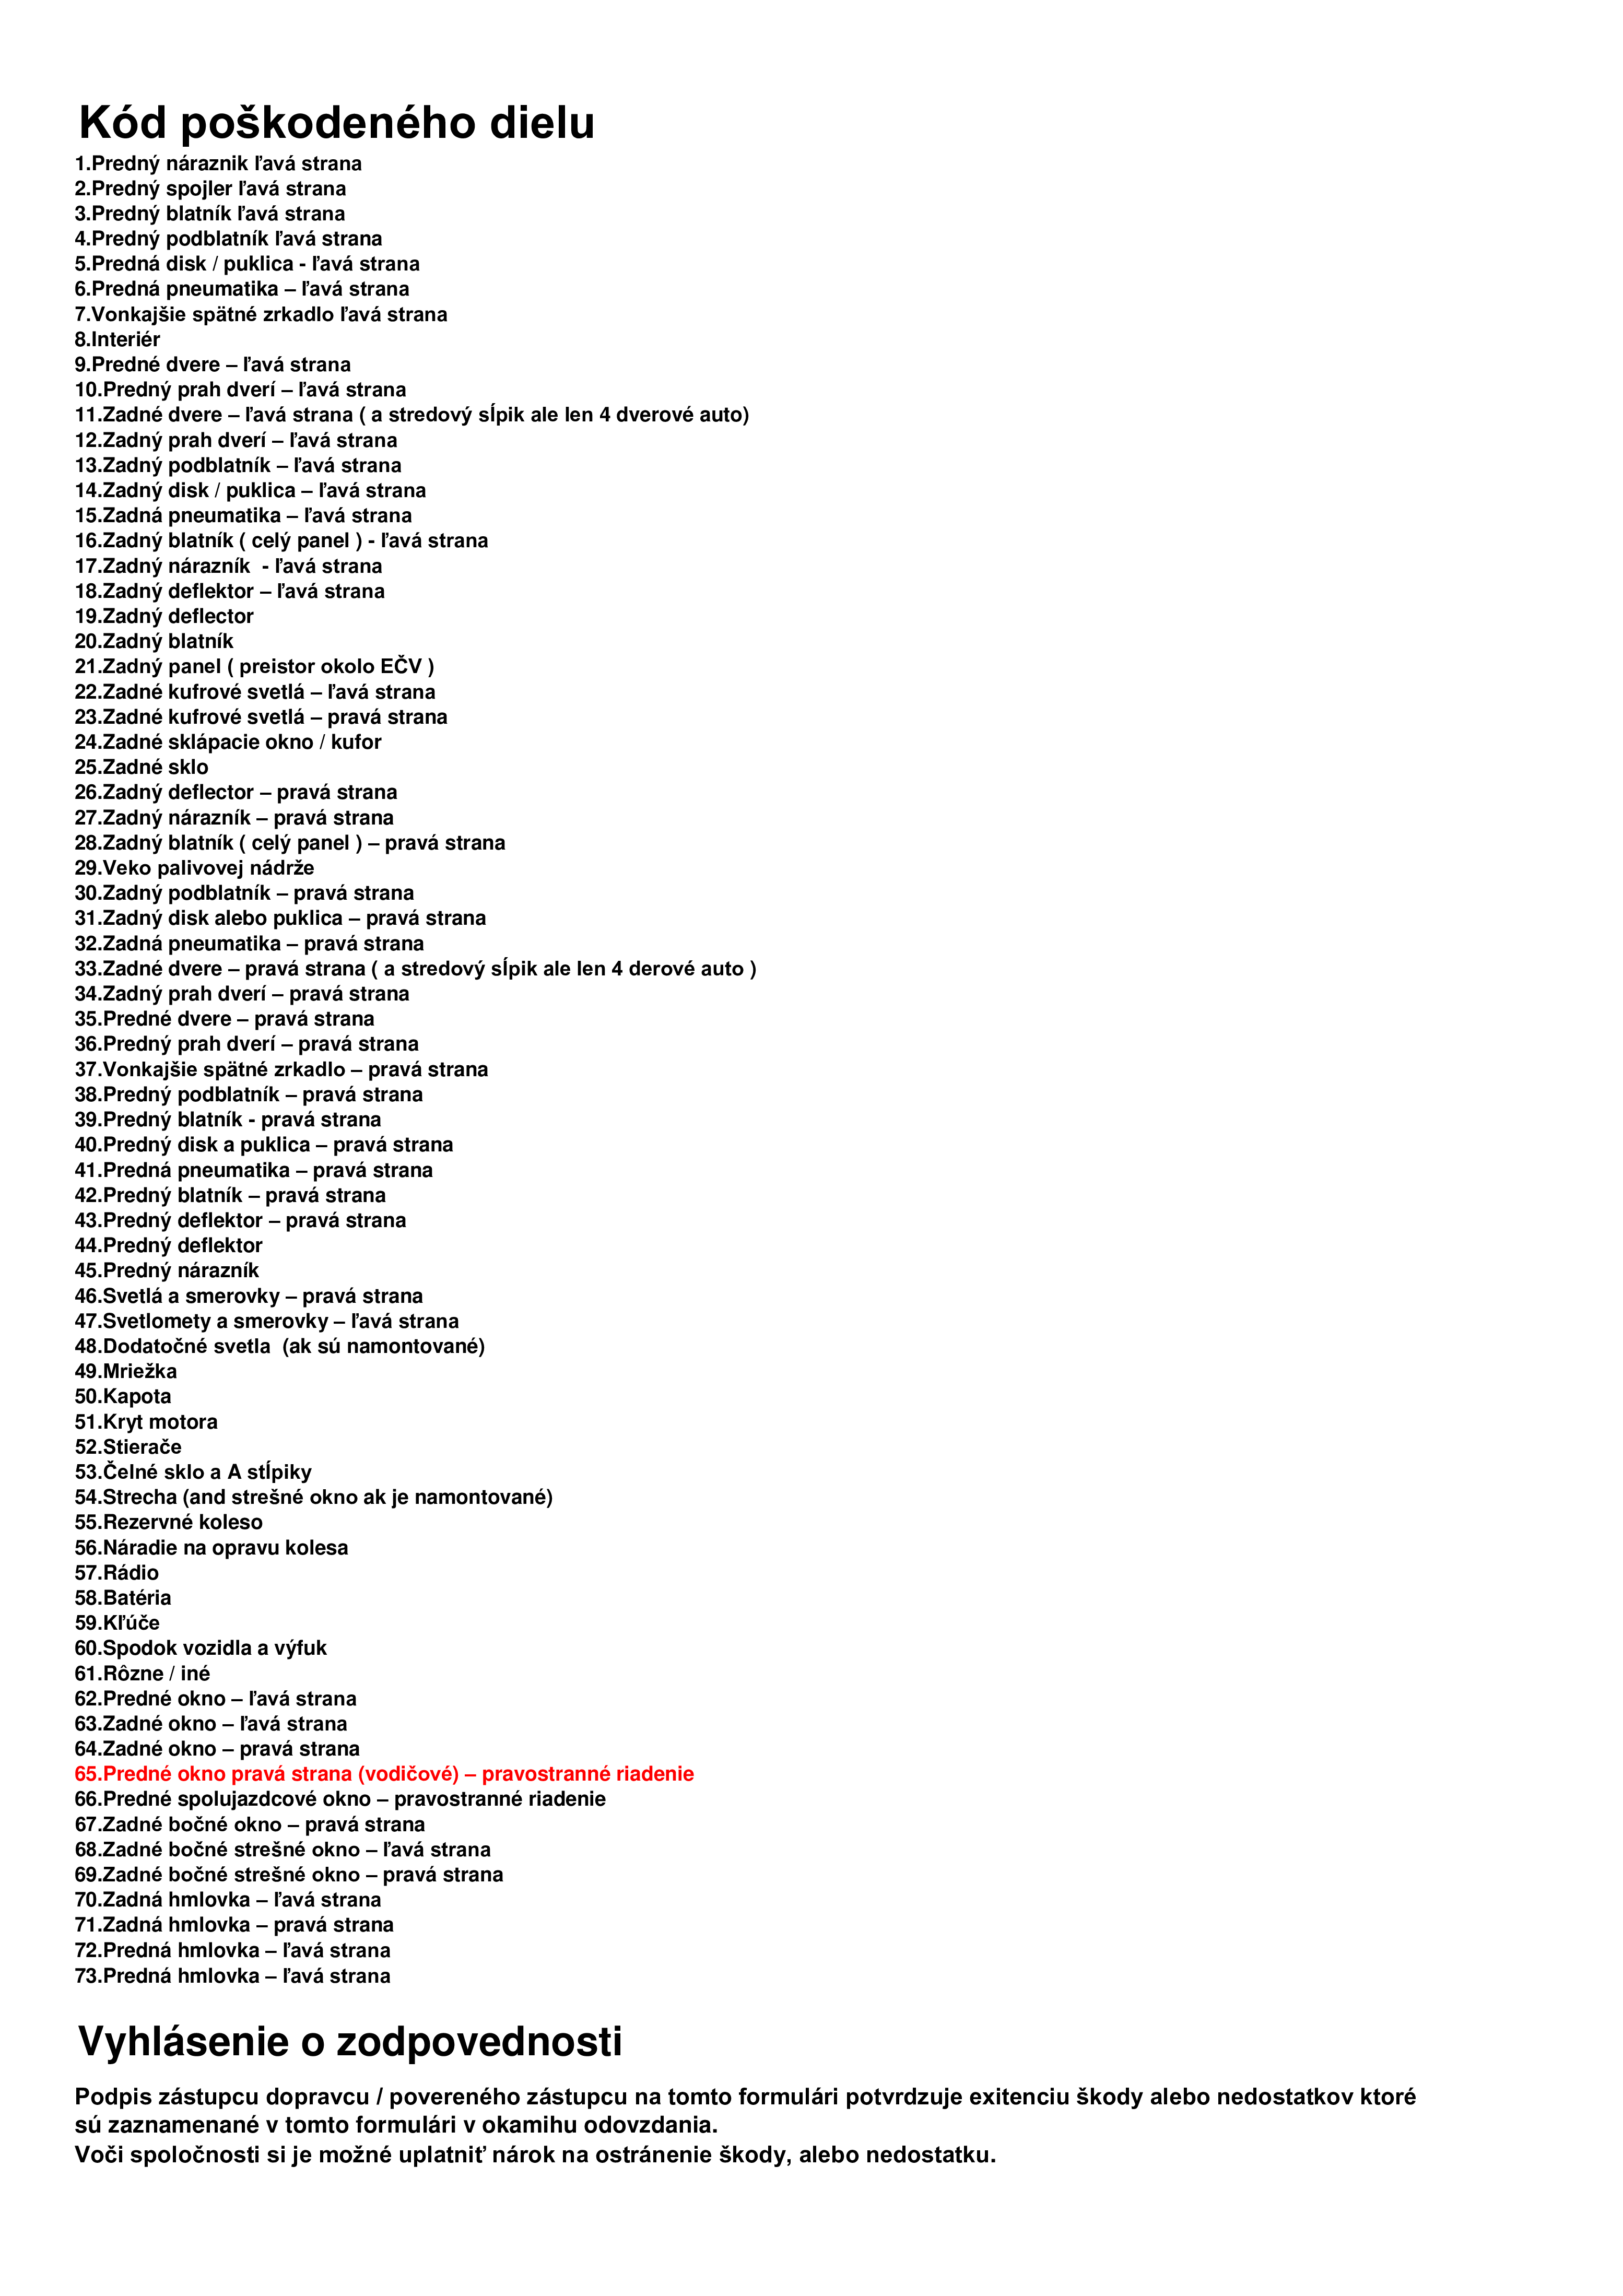 Kód poškodeného dielu
1.Predný náraznik ľavá strana
2.Predný spojler ľavá strana
3.Predný blatník ľavá strana
4.Predný podblatník ľavá strana
5.Predná disk / puklica - ľavá strana
6.Predná pneumatika – ľavá strana
7.Vonkajšie spätné zrkadlo ľavá strana
8.Interiér
9.Predné dvere – ľavá strana
10.Predný prah dverí – ľavá strana
11.Zadné dvere – ľavá strana ( a stredový sĺpik ale len 4 dverové auto)
12.Zadný prah dverí – ľavá strana
13.Zadný podblatník – ľavá strana
14.Zadný disk / puklica – ľavá strana
15.Zadná pneumatika – ľavá strana
16.Zadný blatník ( celý panel ) - ľavá strana
17.Zadný nárazník  - ľavá strana
18.Zadný deflektor – ľavá strana
19.Zadný deflector
20.Zadný blatník
21.Zadný panel ( preistor okolo EČV )
22.Zadné kufrové svetlá – ľavá strana
23.Zadné kufrové svetlá – pravá strana
24.Zadné sklápacie okno / kufor
25.Zadné sklo
26.Zadný deflector – pravá strana
27.Zadný nárazník – pravá strana
28.Zadný blatník ( celý panel ) – pravá strana
29.Veko palivovej nádrže
30.Zadný podblatník – pravá strana
31.Zadný disk alebo puklica – pravá strana
32.Zadná pneumatika – pravá strana
33.Zadné dvere – pravá strana ( a stredový sĺpik ale len 4 derové auto )
34.Zadný prah dverí – pravá strana
35.Predné dvere – pravá strana
36.Predný prah dverí – pravá strana
37.Vonkajšie spätné zrkadlo – pravá strana
38.Predný podblatník – pravá strana
39.Predný blatník - pravá strana
40.Predný disk a puklica – pravá strana
41.Predná pneumatika – pravá strana
42.Predný blatník – pravá strana
43.Predný deflektor – pravá strana
44.Predný deflektor
45.Predný nárazník
46.Svetlá a smerovky – pravá strana
47.Svetlomety a smerovky – ľavá strana
48.Dodatočné svetla  (ak sú namontované)
49.Mriežka
50.Kapota
51.Kryt motora
52.Stierače
53.Čelné sklo a A stĺpiky
54.Strecha (and strešné okno ak je namontované)
55.Rezervné koleso
56.Náradie na opravu kolesa
57.Rádio
58.Batéria
59.Kľúče
60.Spodok vozidla a výfuk
61.Rôzne / iné
62.Predné okno – ľavá strana
63.Zadné okno – ľavá strana
64.Zadné okno – pravá strana
65.Predné okno pravá strana (vodičové) – pravostranné riadenie
66.Predné spolujazdcové okno – pravostranné riadenie
67.Zadné bočné okno – pravá strana
68.Zadné bočné strešné okno – ľavá strana
69.Zadné bočné strešné okno – pravá strana
70.Zadná hmlovka – ľavá strana
71.Zadná hmlovka – pravá strana
72.Predná hmlovka – ľavá strana
73.Predná hmlovka – ľavá strana
Vyhlásenie o zodpovednosti
Podpis zástupcu dopravcu / povereného zástupcu na tomto formulári potvrdzuje exitenciu škody alebo nedostatkov ktoré
sú zaznamenané v tomto formulári v okamihu odovzdania.
Voči spoločnosti si je možné uplatniť nárok na ostránenie škody, alebo nedostatku.